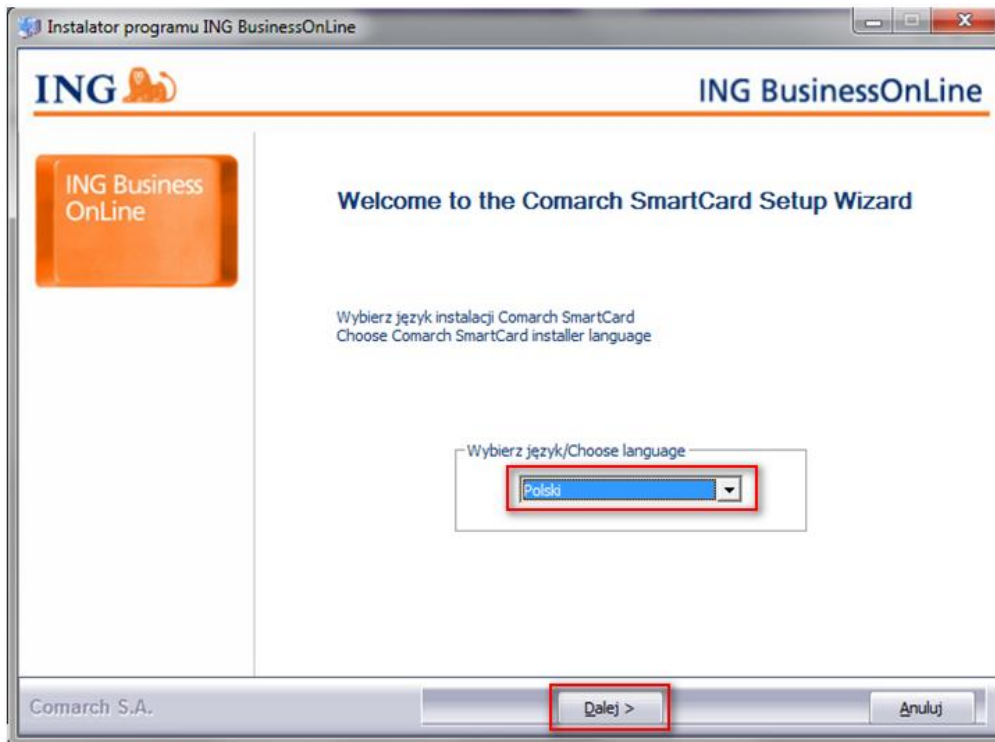 Instalator programu ING BusinessOnLine
ING
ING BusinessOnLine
ING Business
OnLine
Welcome to the Comarch SmartCard Setup Wizard
Wybierz język instalacji Comarch SmartCard
Choose Comarch SmartCard installer language
Wybierz język/Choose language
Polski
Comarch S.A.
Dalej >
Anuluj